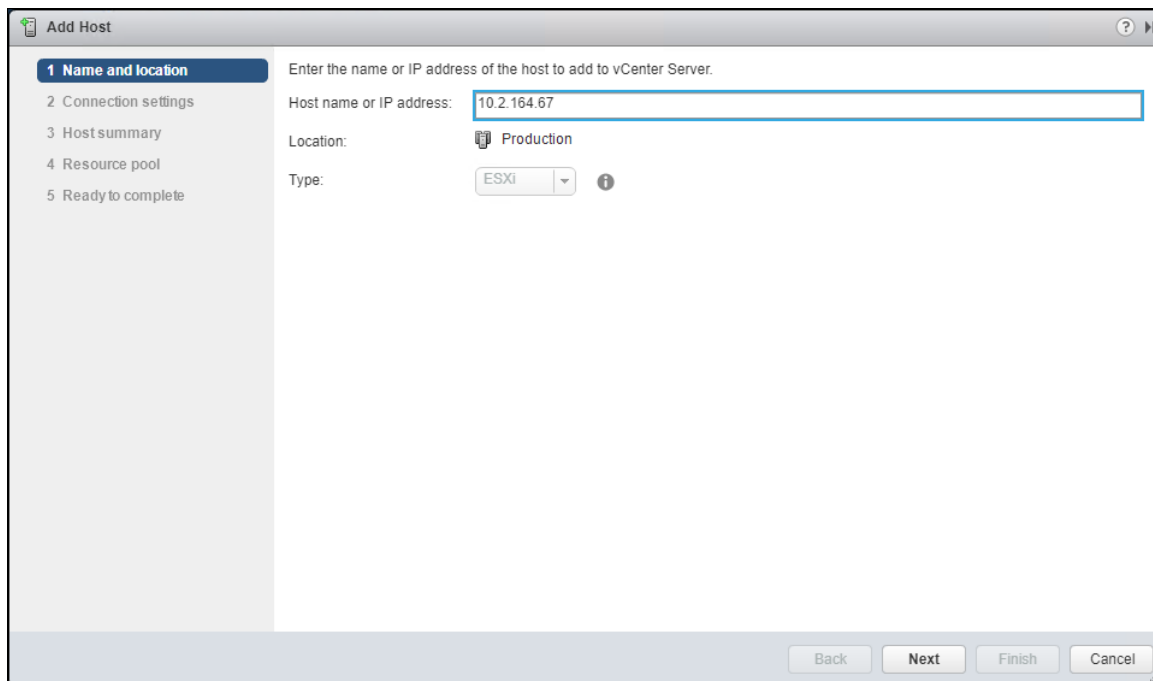 Add Host
?
1 Name and location
2 Connection settings
3 Host summary
4 Resource pool
5 Ready to complete
Enter the name or IP address of the host to add to vCenter Server.
Host name or IP address: 10.2.164.67
Location: Production
Type: ESXi
Back Next Finish Cancel